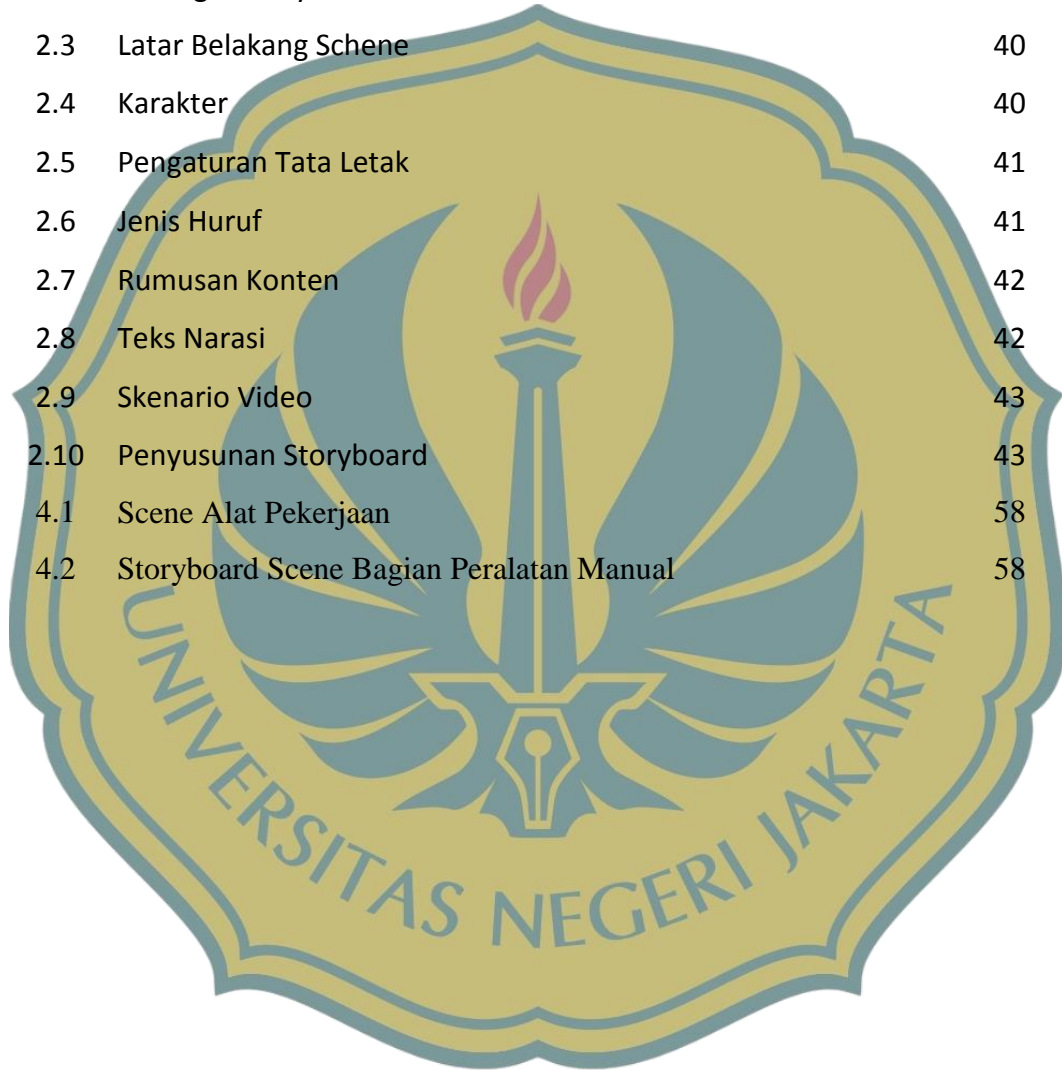 2.3 Latar Belakang Schene 40
2.4 Karakter 40
2.5 Pengaturan Tata Letak 41
2.6 Jenis Huruf 41
2.7 Rumusan Konten 42
2.8 Teks Narasi 42
2.9 Skenario Video 43
2.10 Penyusunan Storyboard 43
4.1 Scene Alat Pekerjaan 58
4.2 Storyboard Scene Bagian Peralatan Manual 58
UNIVERSITAS NEGERI JAKARTA